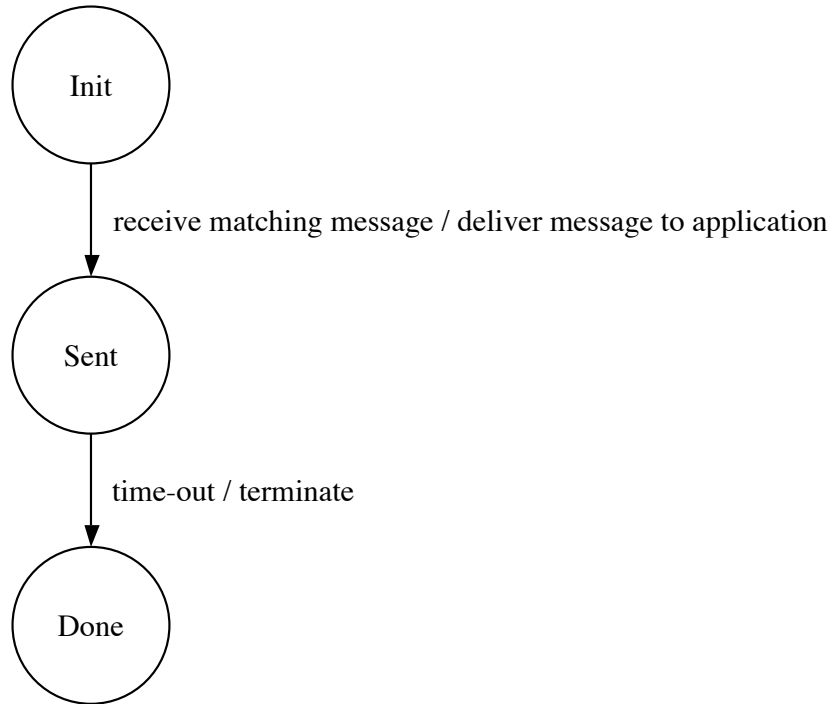 Init
receive matching message / deliver message to application
Sent
time-out / terminate
Done